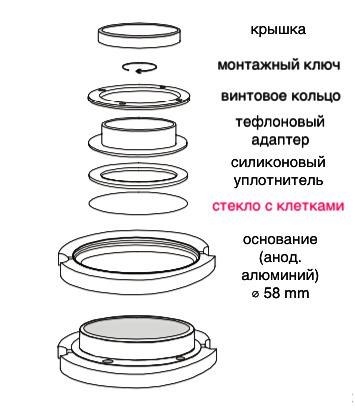 крышка
монтажный ключ
винтовое кольцо
тефлоновый
адаптер
силиконовый
уплотнитель
стекло с клетками
основание
(анод.
алюминий)
⌀ 58 mm